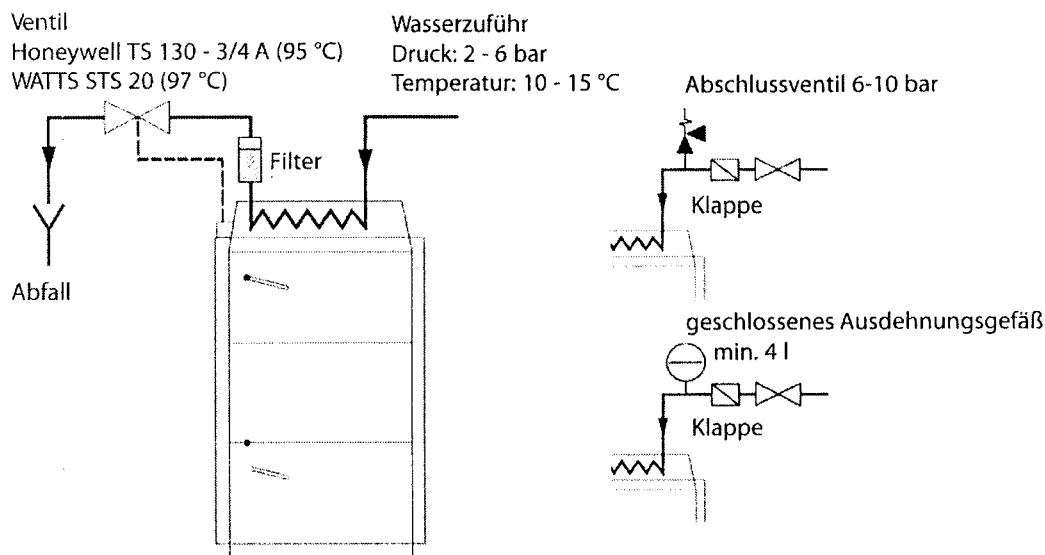 Ventil
Honeywell TS 130 - 3/4 A (95 °C)
WATTS STS 20 (97 °C)
Wasserzuführ
Druck: 2 - 6 bar
Temperatur: 10 - 15 °C
Filter
Abfall
Abschlussventil 6-10 bar
Klappe
geschlossenes Ausdehnungsgefäß
min. 4 l
Klappe